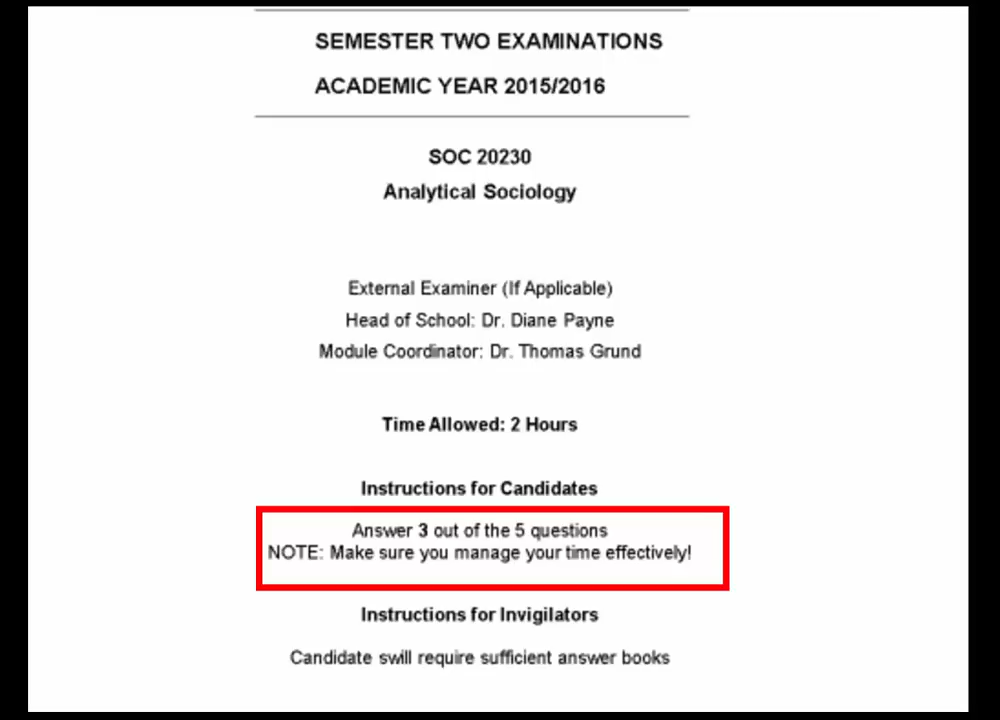 SEMESTER TWO EXAMINATIONS
ACADEMIC YEAR 2015/2016
SOC 20230
Analytical Sociology
External Examiner (If Applicable)
Head of School: Dr. Diane Payne
Module Coordinator: Dr. Thomas Grund
Time Allowed: 2 Hours
Instructions for Candidates
Answer 3 out of the 5 questions
NOTE: Make sure you manage your time effectively!
Instructions for Invigilators
Candidate swill require sufficient answer books